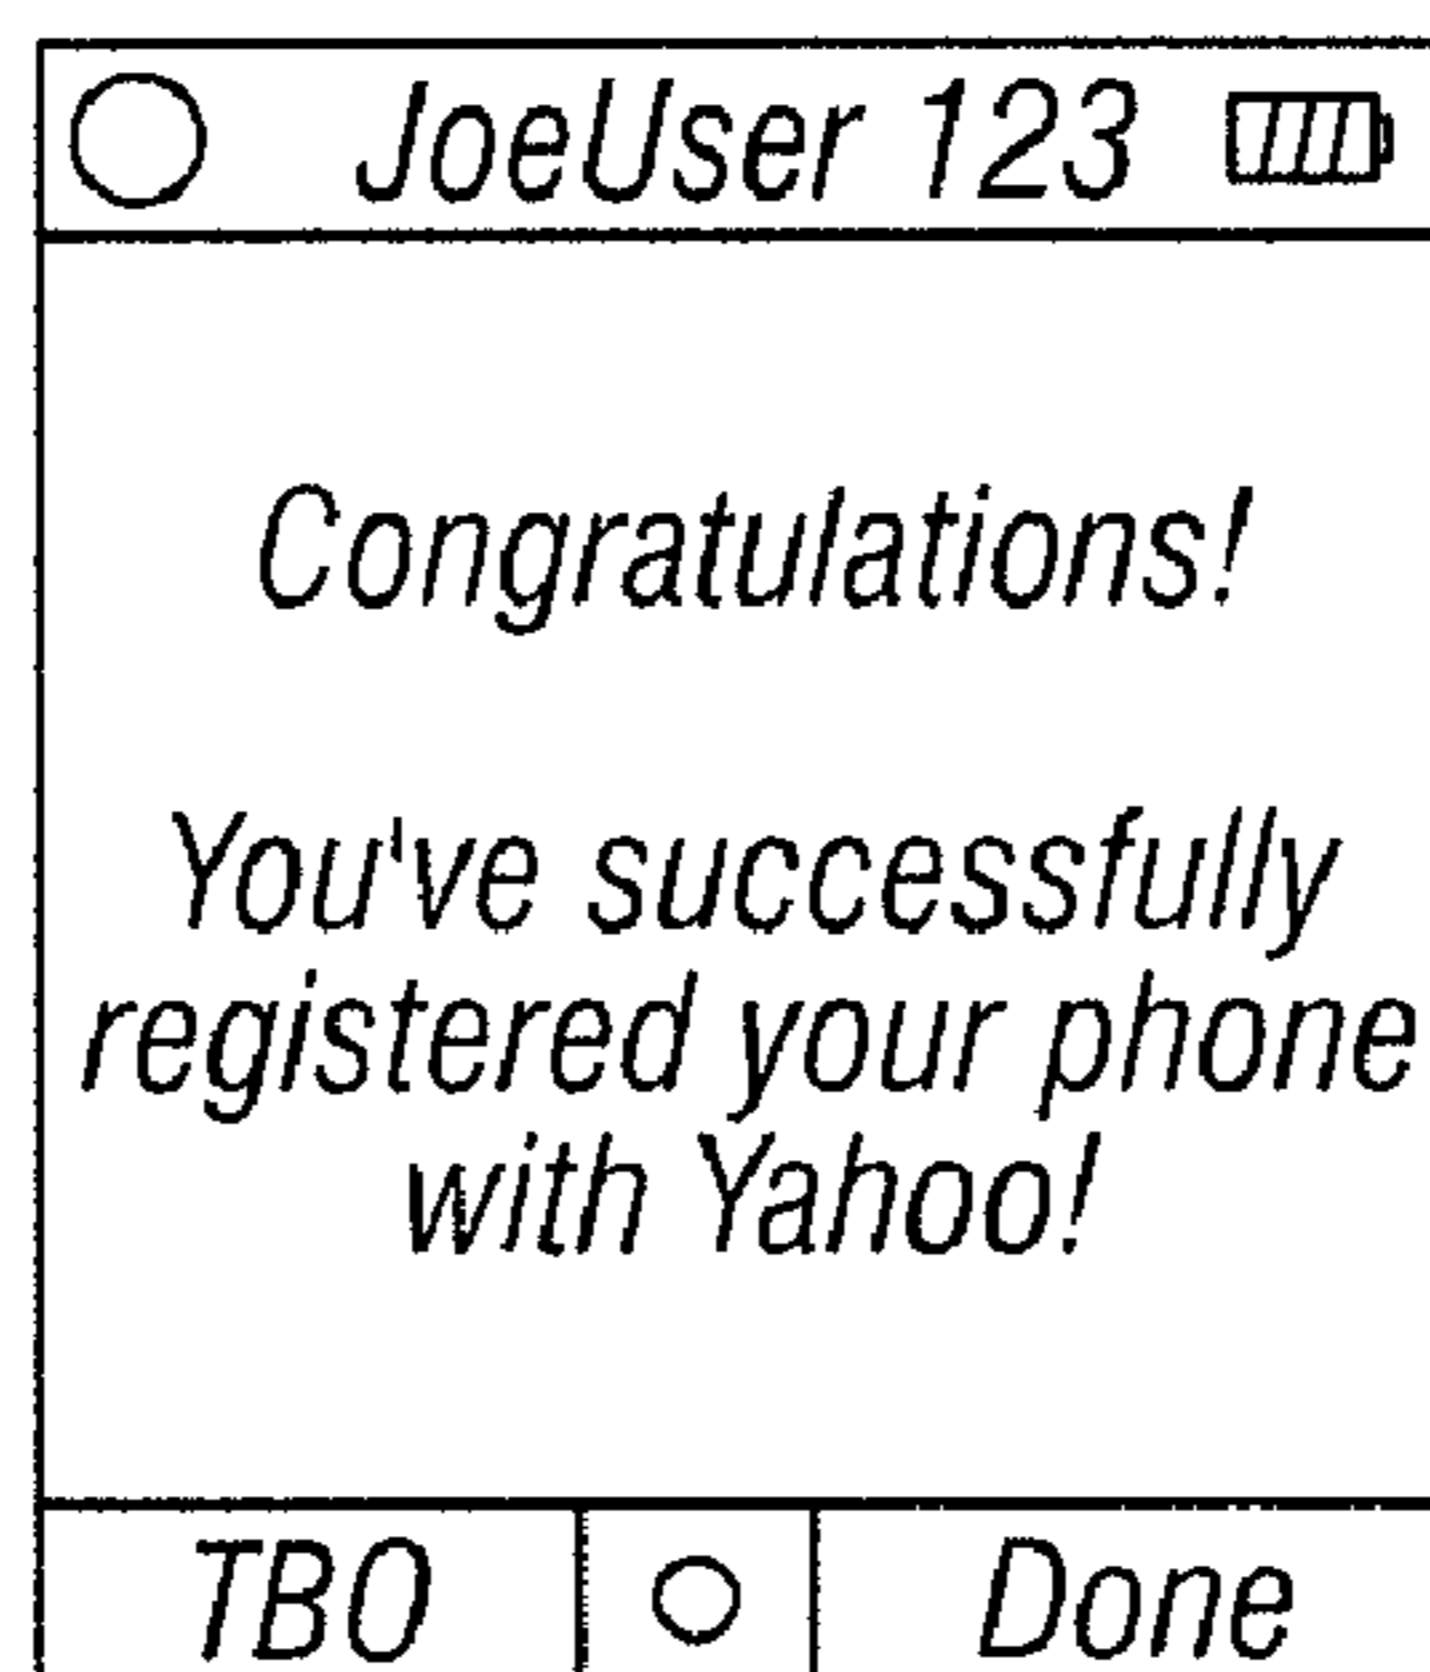 JoeUser 123
Congratulations!
You've successfully
registered your phone
with Yahoo!
TBO
Done